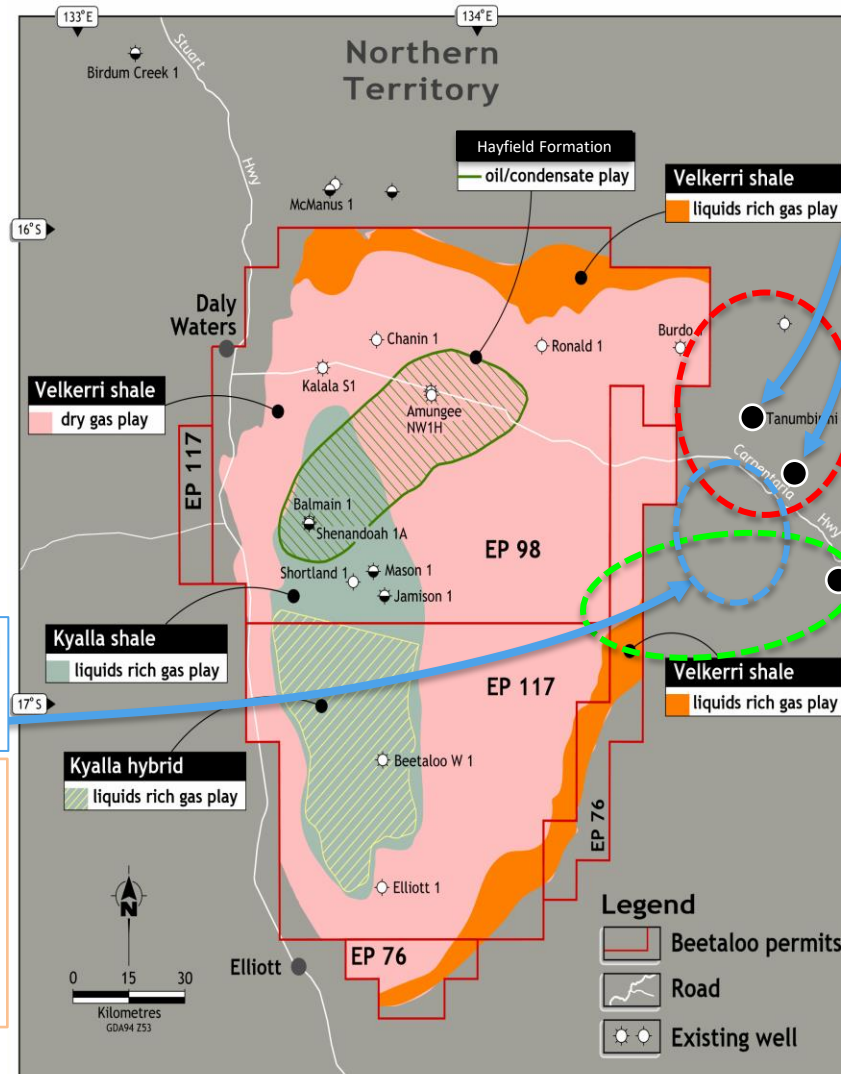 133°E
134°E
Northern
Territory
Stuart
Hwy
Birdum Creek 1
Hayfield Formation
oil/condensate play
Velkerri shale
liquids rich gas play
McManus 1
16°S
Daly
Waters
Chanin 1
Ronald 1
Burdo 1
Kalala S1
Velkerri shale
dry gas play
Amungee
NW1H
Tanumbirini
Carpentaria
Hwy
EP 117
Balmain 1
Shenandoah 1A
EP 98
Shortland 1
Mason 1
Jamison 1
Kyalla shale
liquids rich gas play
Velkerri shale
liquids rich gas play
EP 117
17°S
Kyalla hybrid
liquids rich gas play
Beetaloo W 1
EP 76
Elliott 1
N
Legend
Beetaloo permits
Road
Existing well
EP 76
Elliott
0 15 30
Kilometres
GDA94 Z53